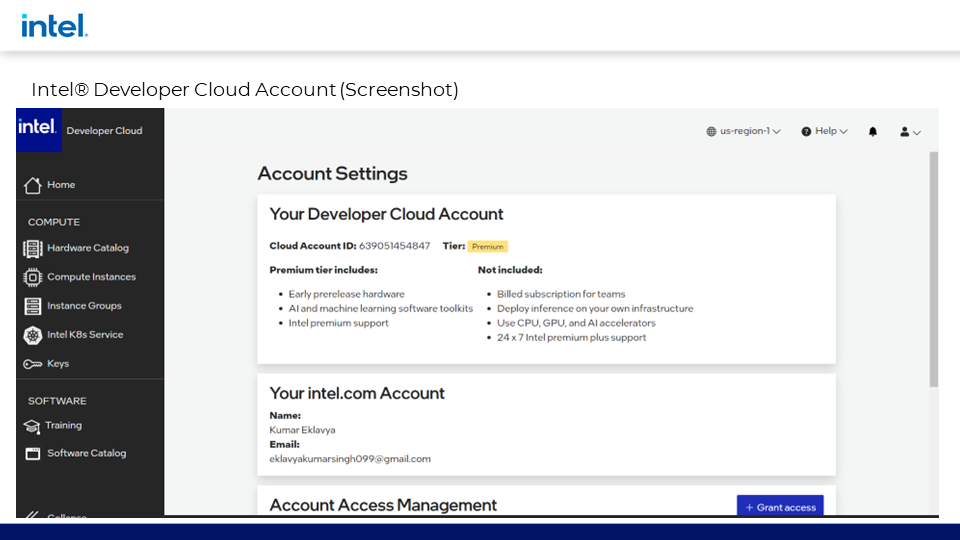 intel.
Intel® Developer Cloud Account (Screenshot)
intel. Developer Cloud
us-region-1 Help
Home
COMPUTE
Hardware Catalog
Compute Instances
Instance Groups
Intel K8s Service
Keys
SOFTWARE
Training
Software Catalog
Collapse
Account Settings
Your Developer Cloud Account
Cloud Account ID: 639051454847 Tier: Premium
Premium tier includes:
Early prerelease hardware
AI and machine learning software toolkits
Intel premium support
Not included:
Billed subscription for teams
Deploy inference on your own infrastructure
Use CPU, GPU, and AI accelerators
24 x 7 Intel premium plus support
Your intel.com Account
Name:
Kumar Eklavya
Email:
eklavyakumarsingh099@gmail.com
Account Access Management
+ Grant access